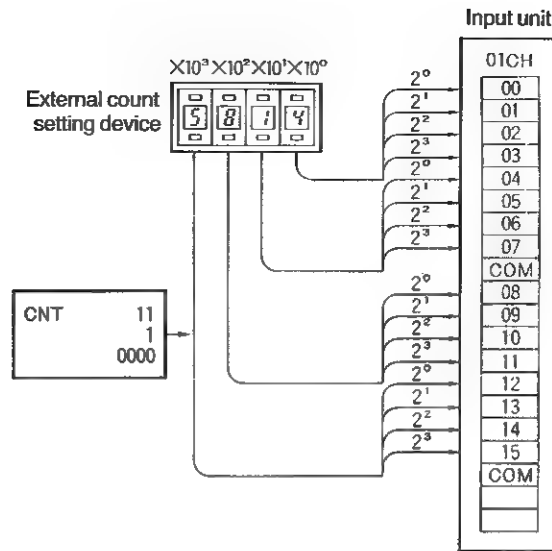 Input unit
×10³ ×10² ×10¹ ×10⁰
01CH
External count
setting device
5 8 1 4
2⁰ 00
2¹ 01
2² 02
2³ 03
2⁰ 04
2¹ 05
2² 06
2³ 07
COM
2⁰ 08
2¹ 09
2² 10
2³ 11
2⁰ 12
2¹ 13
2² 14
2³ 15
COM
CNT 11
1
0000